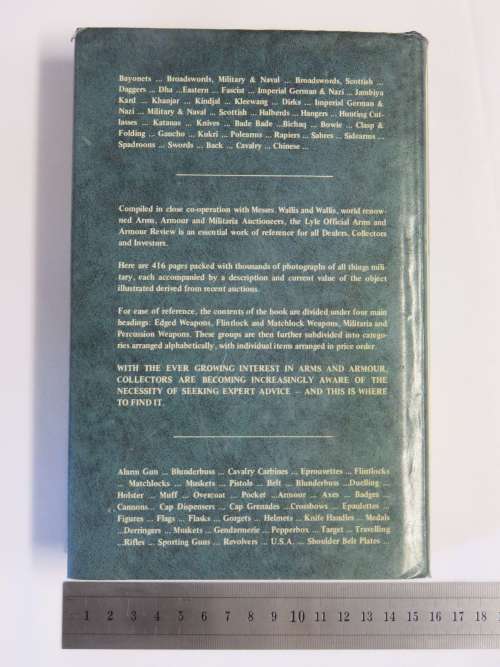 Bayonets ... Broadswords, Military & Naval ... Broadswords, Scottish ...
Daggers ... Dha ...Eastern ... Fascist ... Imperial German & Nazi ... Jambiya
Kard ... Khanjar ... Kindjal ... Kleewang ... Dirks ... Imperial German &
Nazi ... Military & Naval ... Scottish ... Halberds ... Hangers ... Hunting Cut-
lasses ... Katanas ... Knives ... Bade Bade ...Bichaq ... Bowie ... Clasp &
Folding ... Gaucho ... Kukri ... Polearms ... Rapiers ... Sabres ... Sidearms ...
Spadroons ... Swords ... Back ... Cavalry ... Chinese ...
Compiled in close co-operation with Messrs. Wallis and Wallis, world renow-
ned Arms, Armour and Militaria Auctioneers, the Lyle Official Arms and
Armour Review is an essential work of reference for all Dealers, Collectors
and Investors.
Here are 416 pages packed with thousands of photographs of all things mili-
tary, each accompanied by a description and current value of the object
illustrated derived from recent auctions.
For ease of reference, the contents of the book are divided under four main
headings: Edged Weapons, Flintlock and Matchlock Weapons, Militaria and
Percussion Weapons. These groups are then further subdivided into catego-
ries arranged alphabetically, with individual items arranged in price order.
WITH THE EVER GROWING INTEREST IN ARMS AND ARMOUR,
COLLECTORS ARE BECOMING INCREASINGLY AWARE OF THE
NECESSITY OF SEEKING EXPERT ADVICE — AND THIS IS WHERE
TO FIND IT.
Alarm Gun ... Blunderbuss ... Cavalry Carbines ... Eprouvettes ... Flintlocks
... Matchlocks ... Muskets ... Pistols ... Belt ... Blunderbuss ...Duelling ...
Holster ... Muff ... Overcoat ... Pocket ...Armour ... Axes ... Badges ...
Cannons... Cap Dispensers ... Cap Grenades ...Crossbows ... Epaulettes ...
Figures ... Flags ... Flasks ... Gorgets ... Helmets ... Knife Handles ... Medals
...Derringers ... Muskets ... Gendarmerie ... Pepperbox ... Target ... Travelling
...Rifles ... Sporting Guns ... Revolvers ... U.S.A. ... Shoulder Belt Plates ...
1 2 3 4 5 6 7 8 9 10 11 12 13 14 15 16 17 18